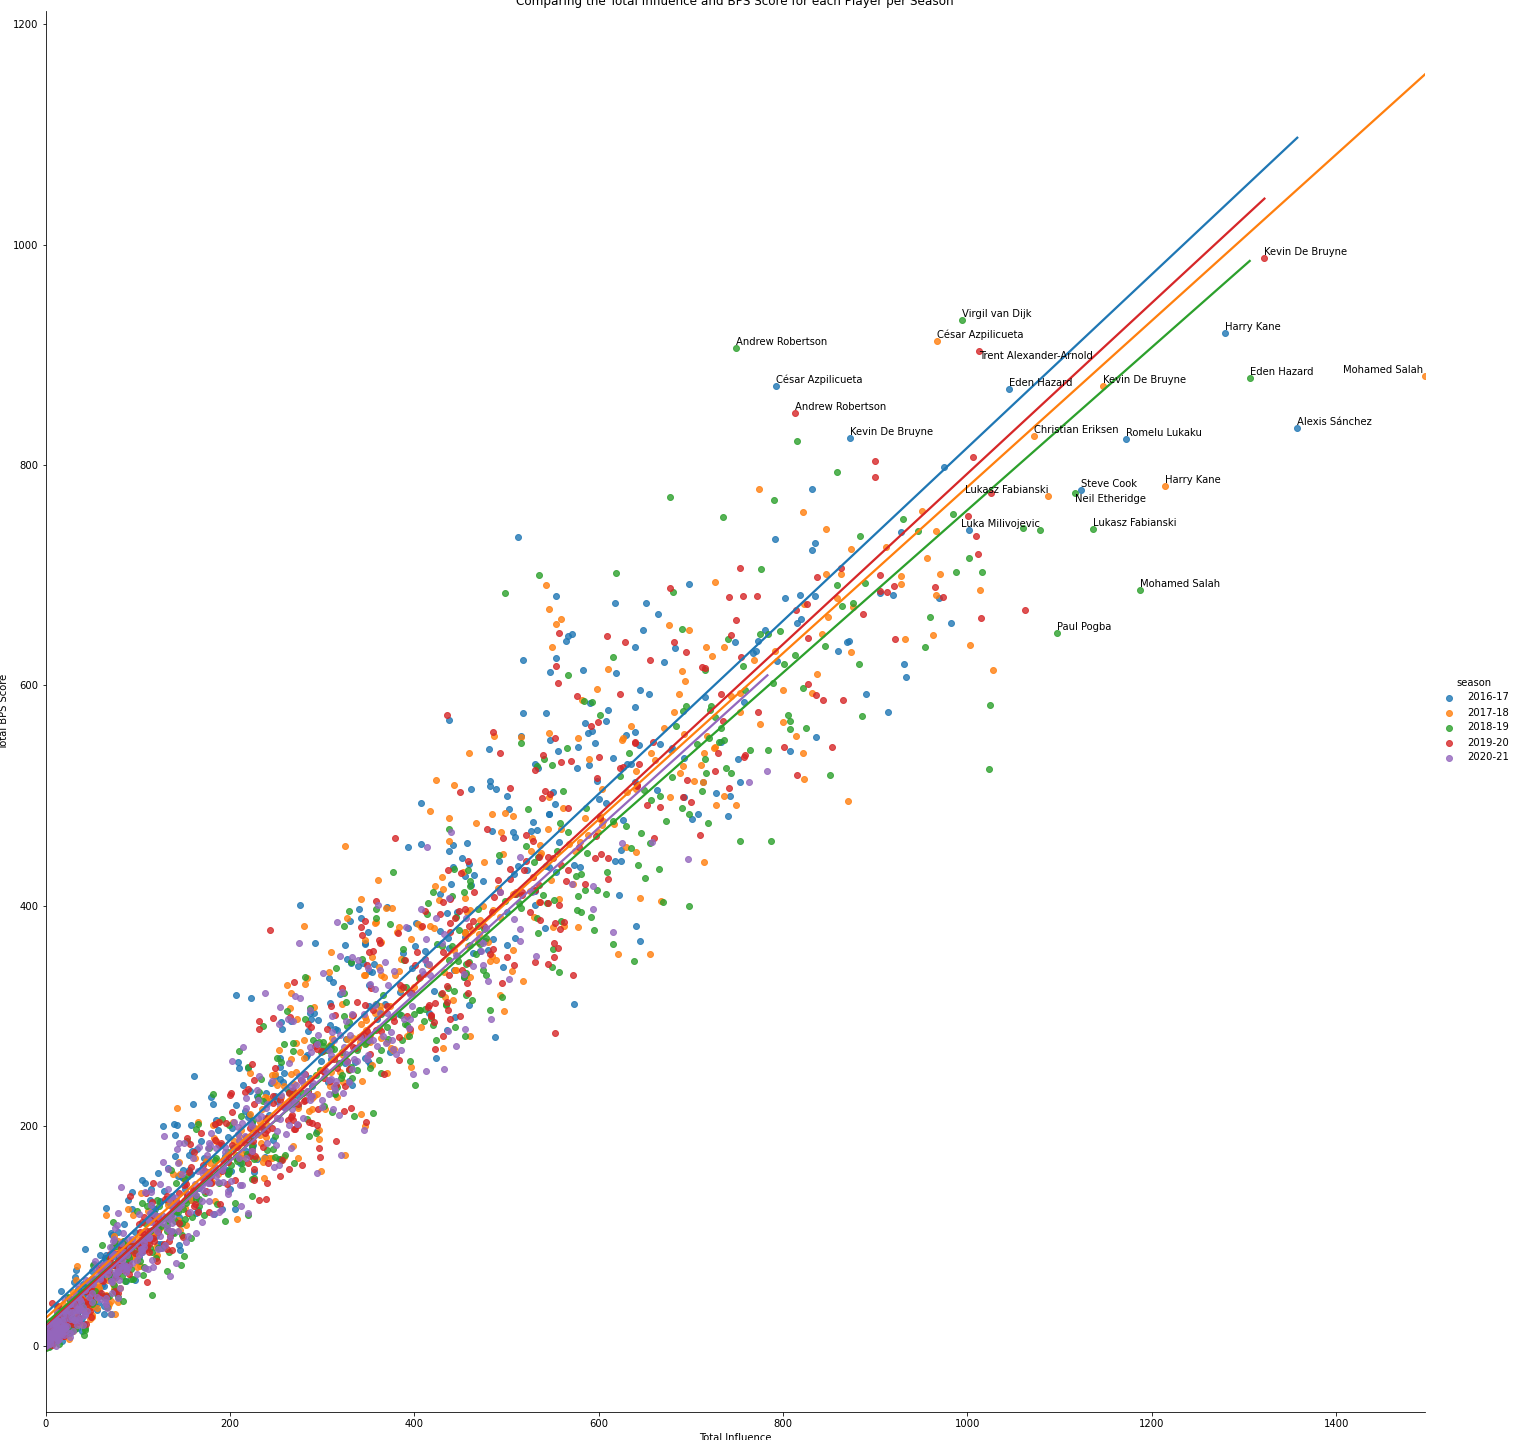 Comparing the Total Influence and BPS Score for each Player per Season
1200
1000
800
600
400
200
0
Total BPS Score
Kevin De Bruyne
Virgil van Dijk
Harry Kane
César Azpilicueta
Andrew Robertson
Trent Alexander-Arnold
Eden Hazard
Mohamed Salah
César Azpilicueta
Eden Hazard
Kevin De Bruyne
Andrew Robertson
Alexis Sánchez
Kevin De Bruyne
Christian Eriksen
Romelu Lukaku
Harry Kane
Steve Cook
Lukasz Fabianski
Neil Etheridge
Luka Milivojevic
Lukasz Fabianski
Mohamed Salah
Paul Pogba
season
2016-17
2017-18
2018-19
2019-20
2020-21
0
200
400
600
800
1000
1200
1400
Total Influence